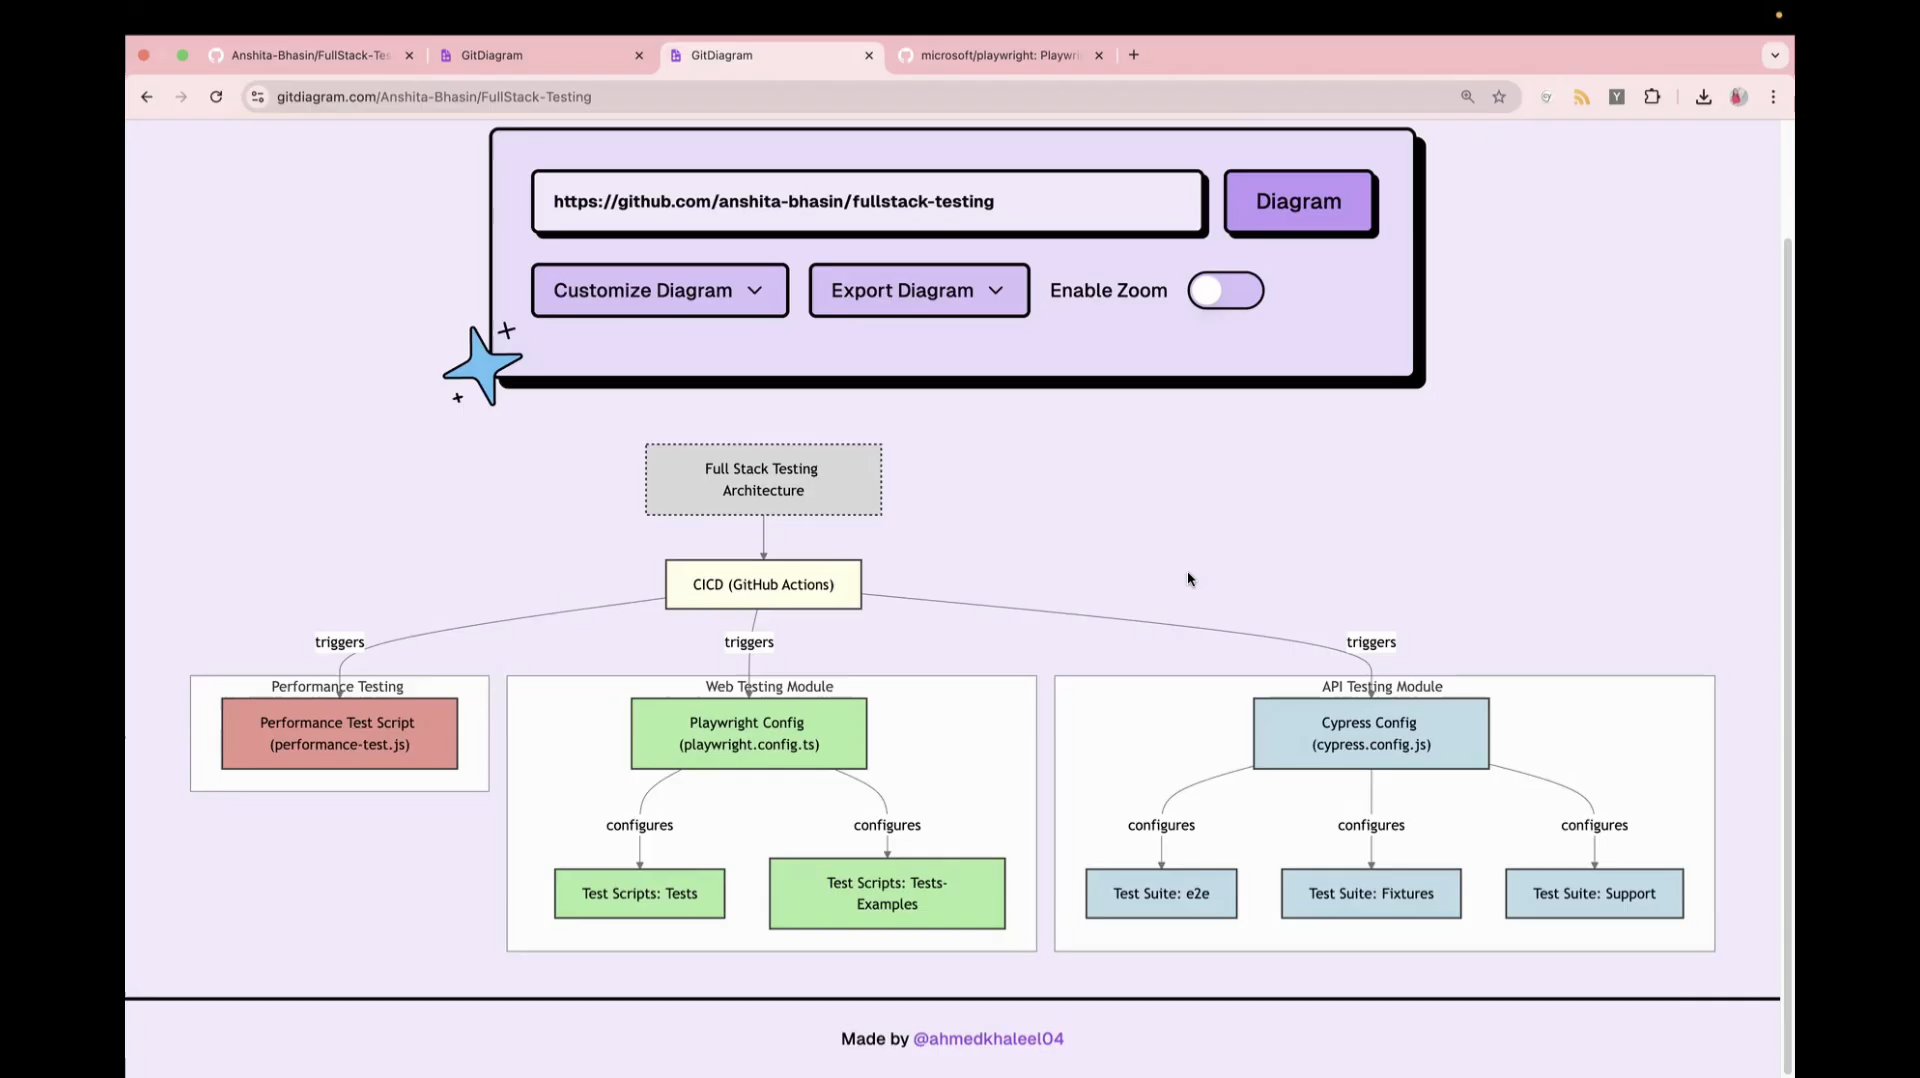 Anshita-Bhasin/FullStack-Tes
GitDiagram
GitDiagram
microsoft/playwright: Playwri
gitdiagram.com/Anshita-Bhasin/FullStack-Testing
Y
https://github.com/anshita-bhasin/fullstack-testing
Diagram
Customize Diagram
Export Diagram
Enable Zoom
Full Stack Testing
Architecture
CICD (GitHub Actions)
triggers
triggers
triggers
Performance Testing
Web Testing Module
API Testing Module
Performance Test Script
(performance-test.js)
Playwright Config
(playwright.config.ts)
Cypress Config
(cypress.config.js)
configures
configures
configures
configures
configures
Test Scripts: Tests
Test Scripts: Tests-
Examples
Test Suite: e2e
Test Suite: Fixtures
Test Suite: Support
Made by @ahmedkhaleel04